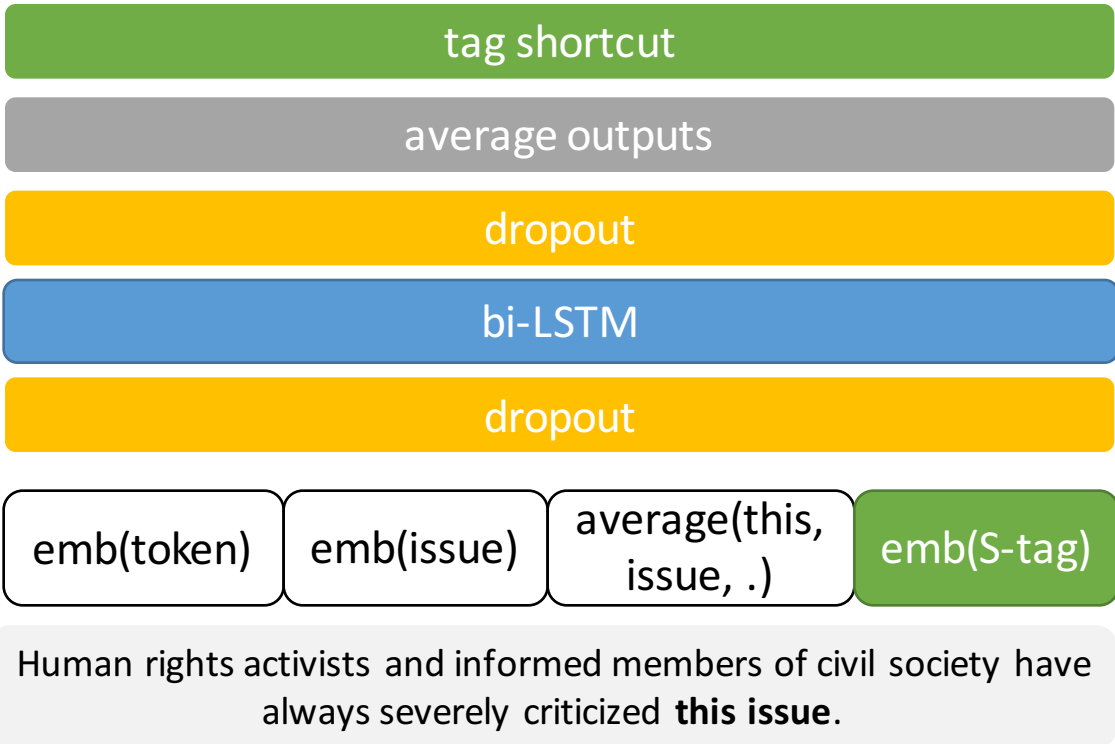 tag shortcut
average outputs
dropout
bi-LSTM
dropout
emb(token)
emb(issue)
average(this,
issue, .)
emb(S-tag)
Human rights activists and informed members of civil society have
always severely criticized this issue.